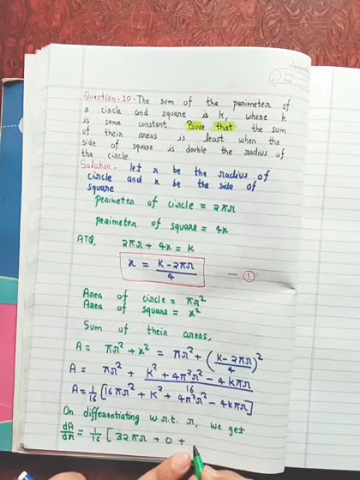 Question-10- The sum of the perimeter of
a circle and square is k, where k
is some constant. Prove that the sum
of their areas is least when the
side of square is double the radius of
the circle.
Solution- let r be the radius of
circle and x be the side of
square
perimeter of circle = 2πr
perimeter of square = 4x
ATQ, 2πr + 4x = k
x = (k-2πr)/4 — ①
Area of circle = πr²
Area of square = x²
Sum of their areas,
A = πr² + x² = πr² + ((k-2πr)/4)²
A = πr² + (k² + 4π²r² - 4kπr)/16
A = 1/16 [16πr² + k² + 4π²r² - 4kπr]
On differentiating w.r.t. r, we get
dA/dr = 1/16 [32πr + 0 +